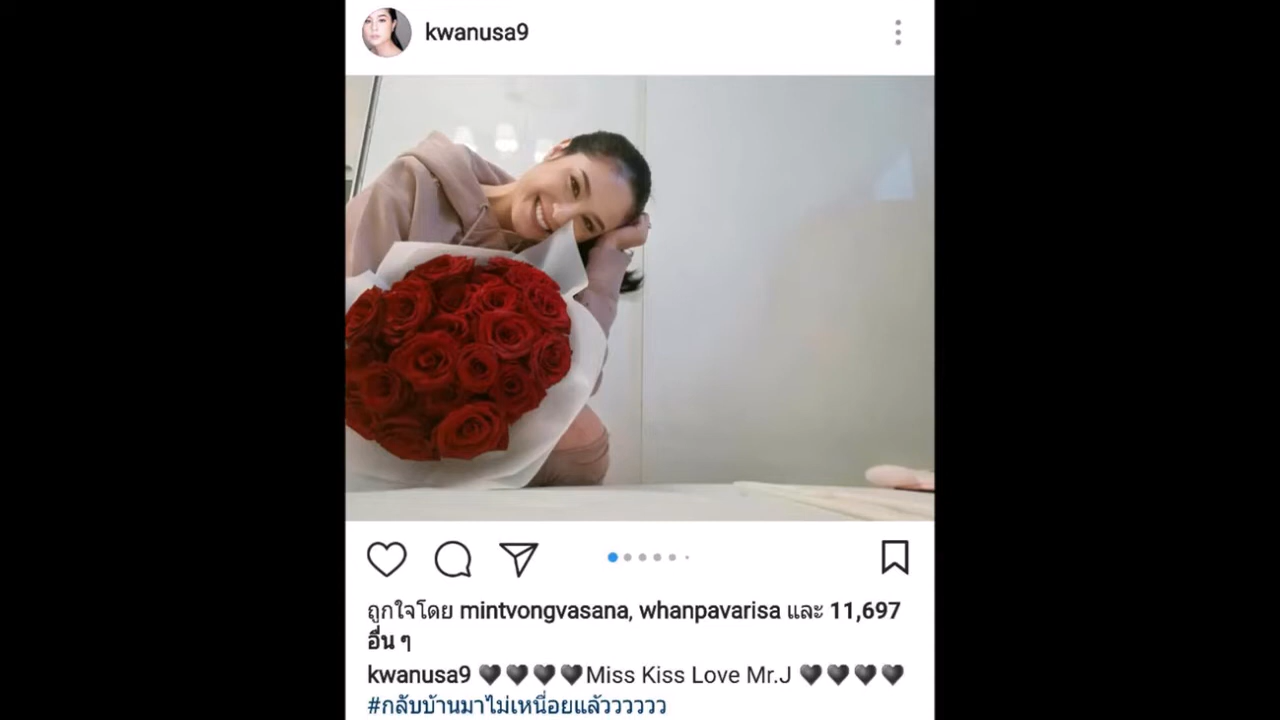 kwanusa9
ถูกใจโดย mintvongvasana, whanpavarisa และ 11,697
อื่น ๆ
kwanusa9 🖤🖤🖤🖤Miss Kiss Love Mr.J 🖤🖤🖤🖤
#กลับบ้านมาไม่เหนื่อยแล้วววววว